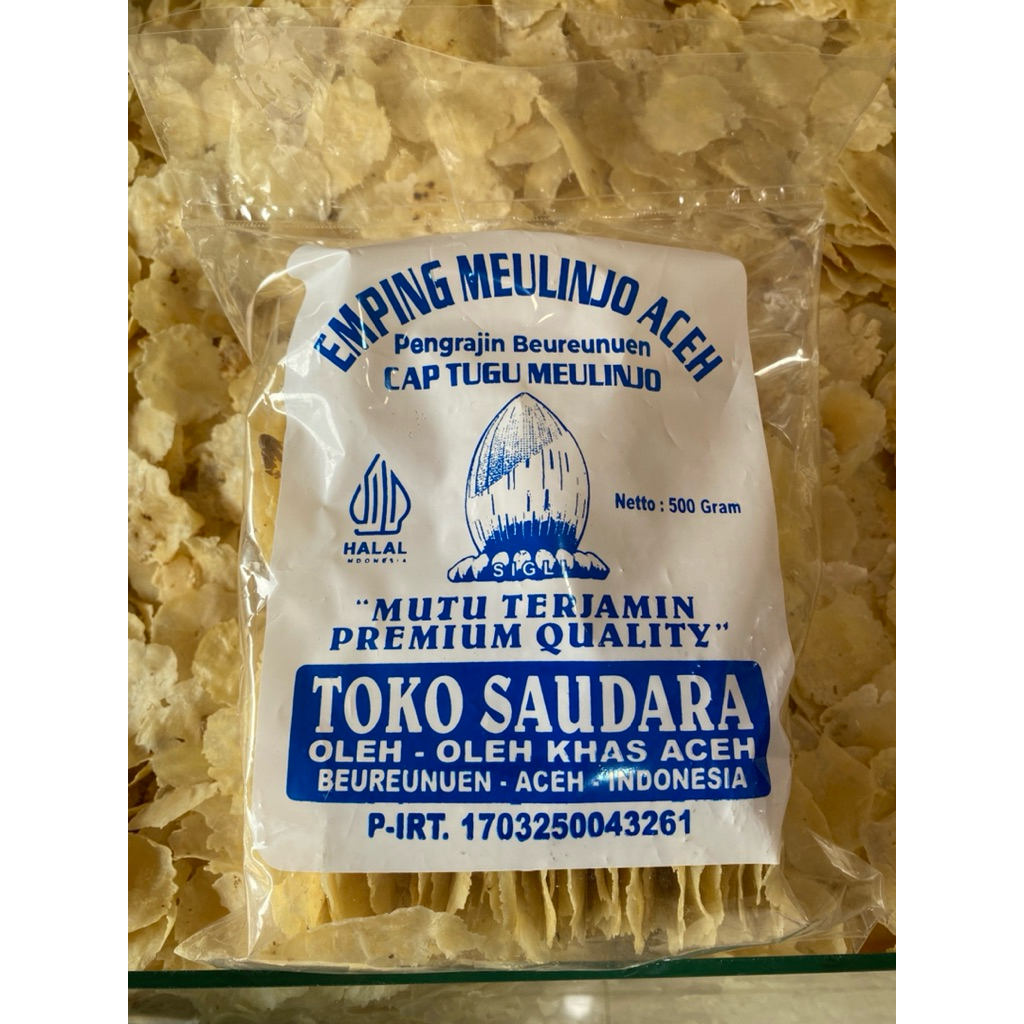 EMPING MEULINJO ACEH
Pengrajin Beureunuen
CAP TUGU MEULINJO
Netto : 500 Gram
HALAL
INDONESIA
SIGLI
"MUTU TERJAMIN
PREMIUM QUALITY"
TOKO SAUDARA
OLEH - OLEH KHAS ACEH
BEUREUNUEN - ACEH - INDONESIA
P-IRT. 1703250043261